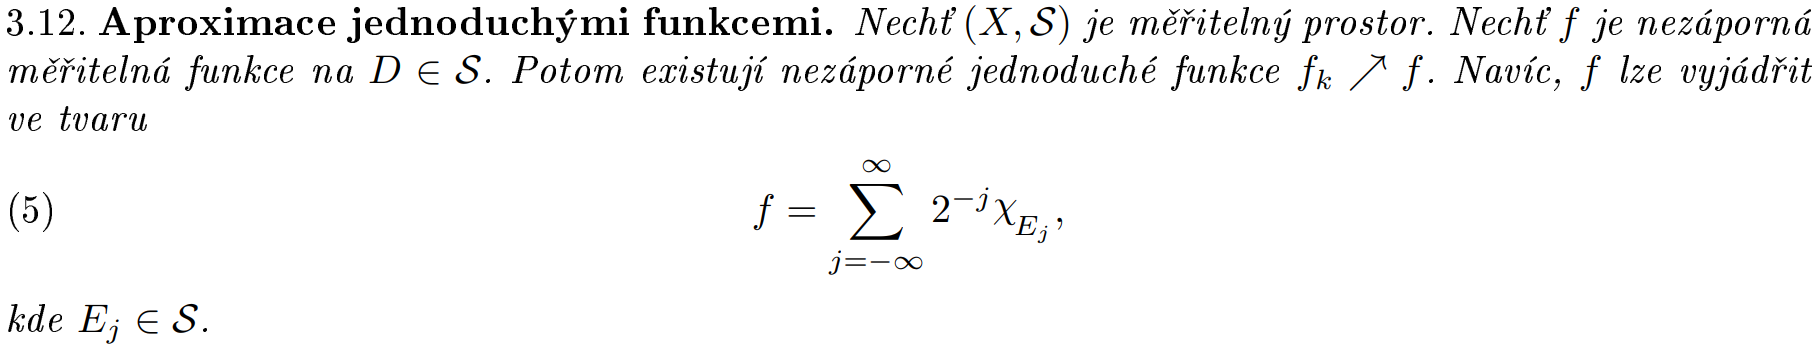 3.12. Aproximace jednoduchými funkcemi. Nechť (X, 𝒮) je měřitelný prostor. Nechť f je nezáporná
měřitelná funkce na D ∈ 𝒮. Potom existují nezáporné jednoduché funkce fₖ ↗ f. Navíc, f lze vyjádřit
ve tvaru
(5) f = ∑_{j=−∞}^{∞} 2^{−j} χ_{E_j},
kde E_j ∈ 𝒮.